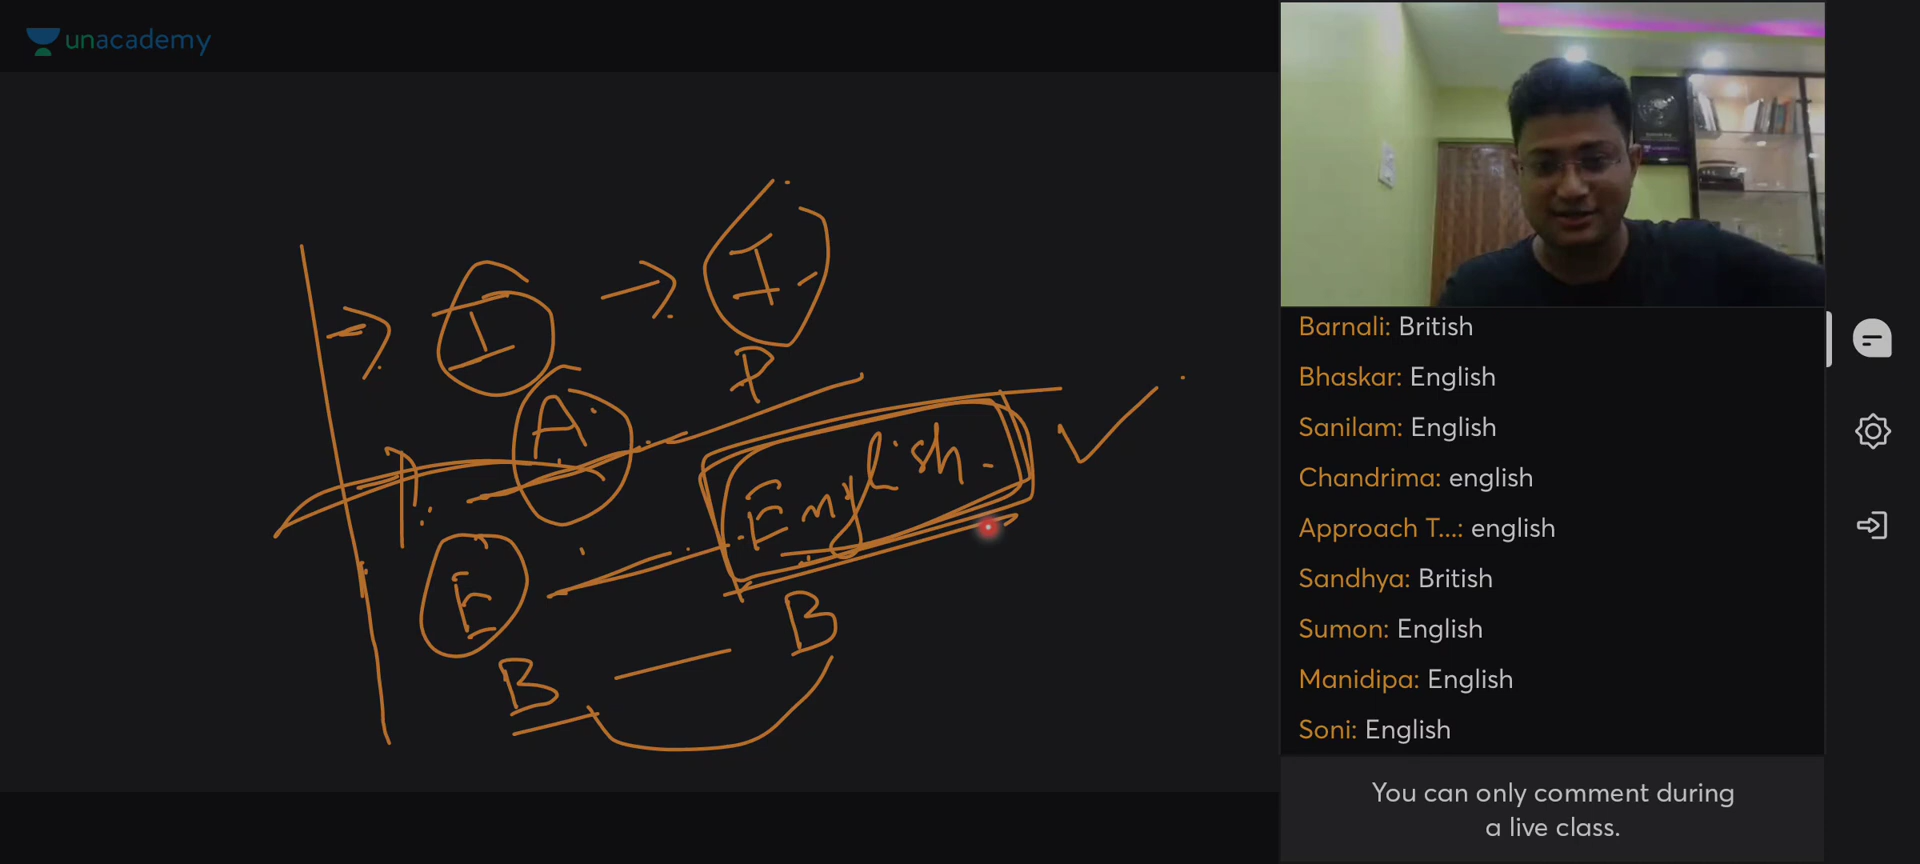 unacademy
I → I
P
A
English
E
B — B
Barnali: British
Bhaskar: English
Sanilam: English
Chandrima: english
Approach T...: english
Sandhya: British
Sumon: English
Manidipa: English
Soni: English
You can only comment during
a live class.